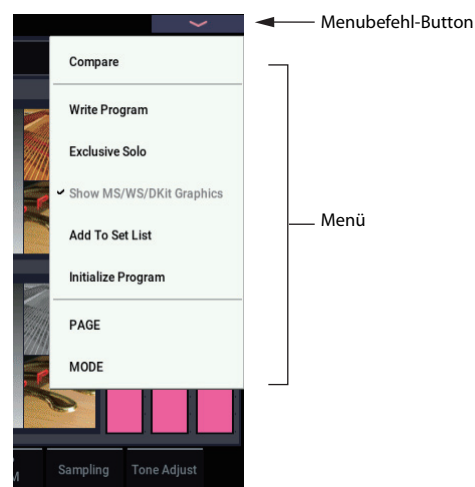 Menubefehl-Button
Compare
Write Program
Exclusive Solo
Show MS/WS/DKit Graphics
Add To Set List
Menü
Initialize Program
PAGE
MODE
M
Sampling
Tone Adjust